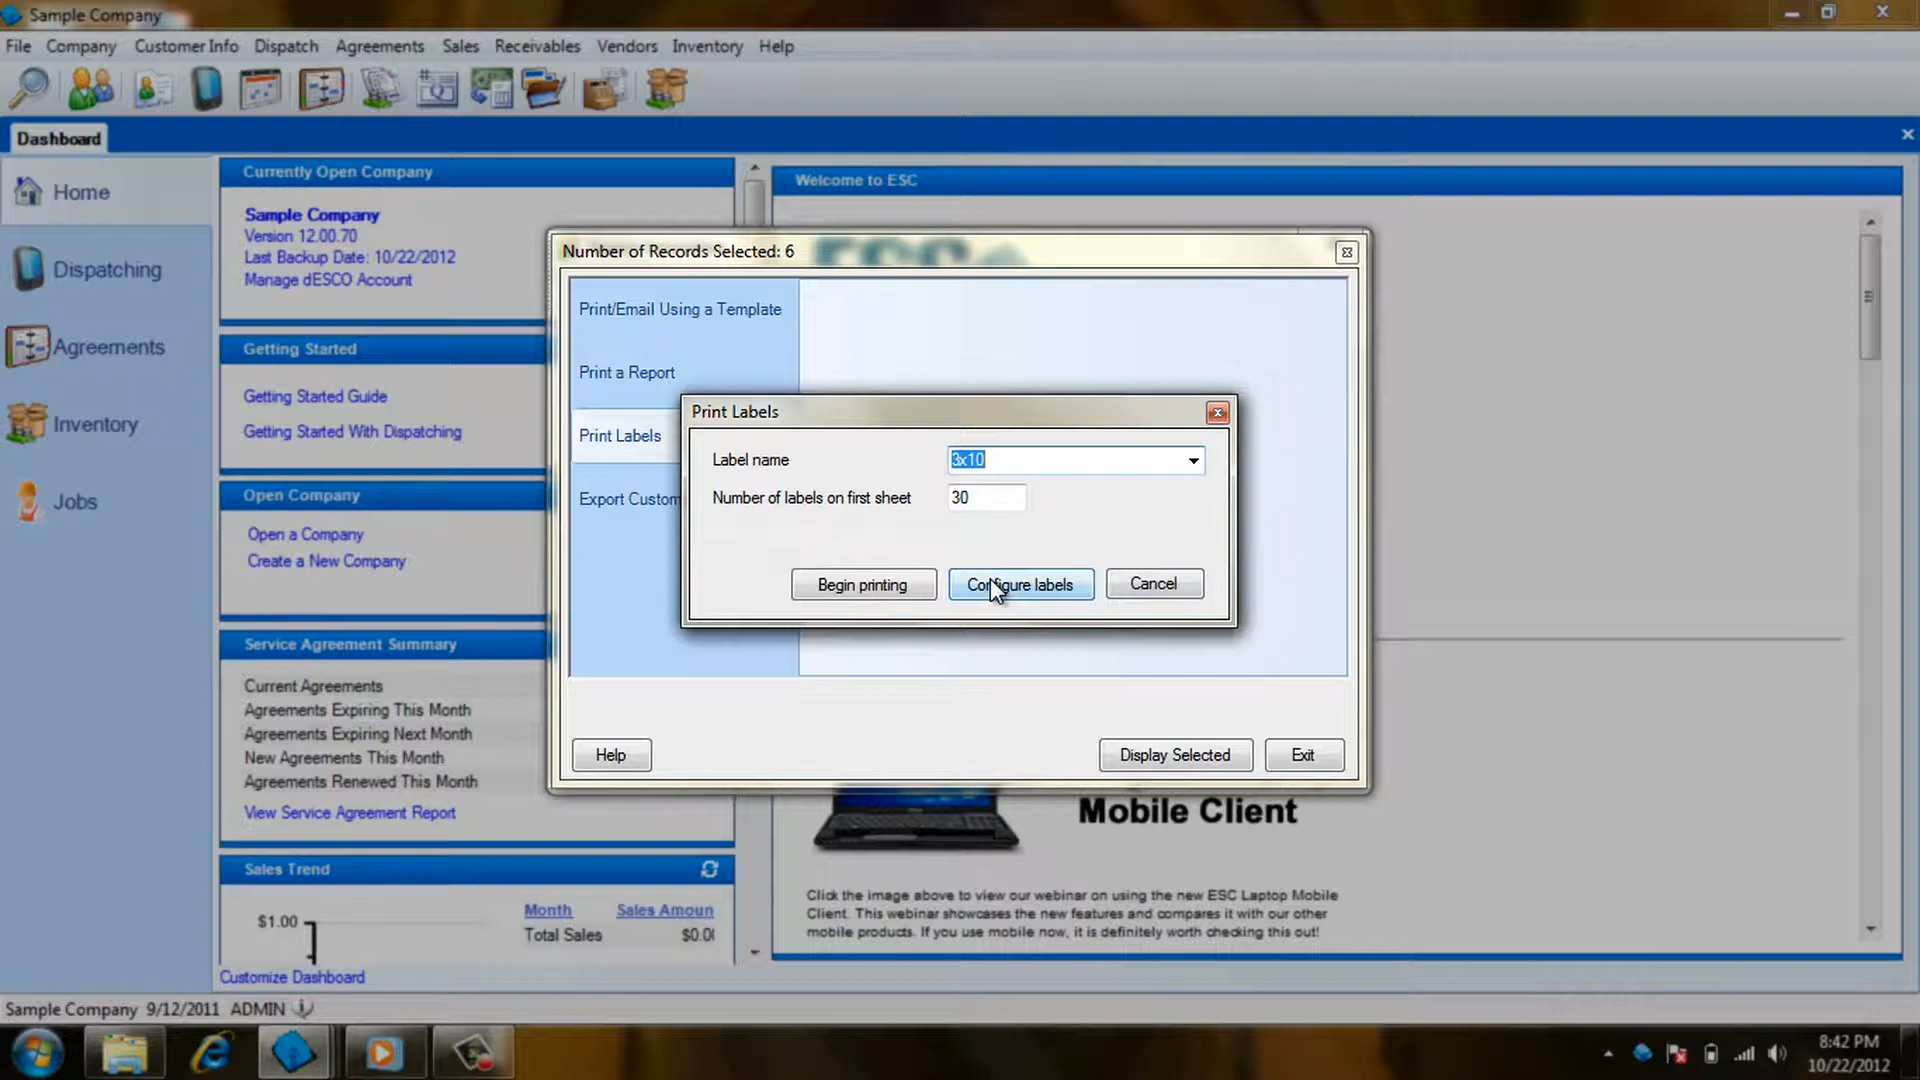 Sample Company
File Company Customer Info Dispatch Agreements Sales Receivables Vendors Inventory Help
Dashboard
Home
Dispatching
Agreements
Inventory
Jobs
Currently Open Company
Sample Company
Version 12.00.70
Last Backup Date: 10/22/2012
Manage dESCO Account
Getting Started
Getting Started Guide
Getting Started With Dispatching
Open Company
Open a Company
Create a New Company
Service Agreement Summary
Current Agreements
Agreements Expiring This Month
Agreements Expiring Next Month
New Agreements This Month
Agreements Renewed This Month
View Service Agreement Report
Sales Trend
$1.00
Month Sales Amoun
Total Sales $0.0
Customize Dashboard
Welcome to ESC
Number of Records Selected: 6
Print/Email Using a Template
Print a Report
Print Labels
Export Custom
Print Labels
Label name 3x10
Number of labels on first sheet 30
Begin printing Configure labels Cancel
Help Display Selected Exit
Mobile Client
Click the image above to view our webinar on using the new ESC Laptop Mobile
Client. This webinar showcases the new features and compares it with our other
mobile products. If you use mobile now, it is definitely worth checking this out!
Sample Company 9/12/2011 ADMIN
8:42 PM
10/22/2012